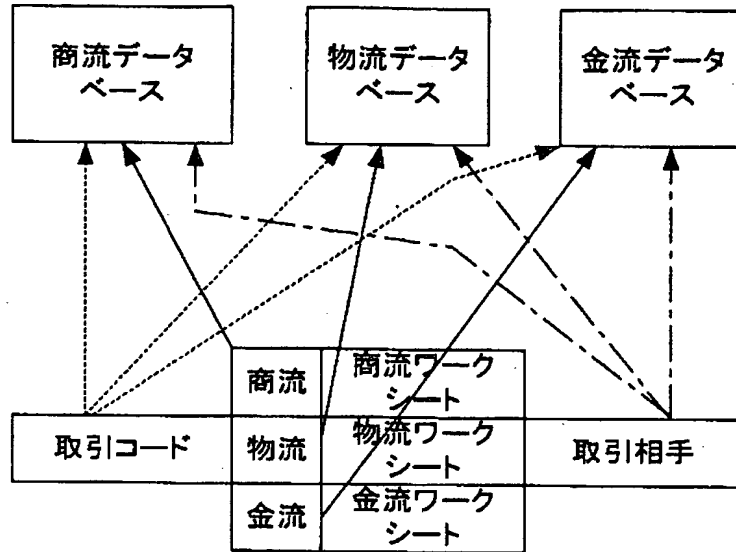 商流データ
ベース
物流データ
ベース
金流データ
ベース
商流
商流ワーク
シート
取引コード
物流
物流ワーク
シート
取引相手
金流
金流ワーク
シート